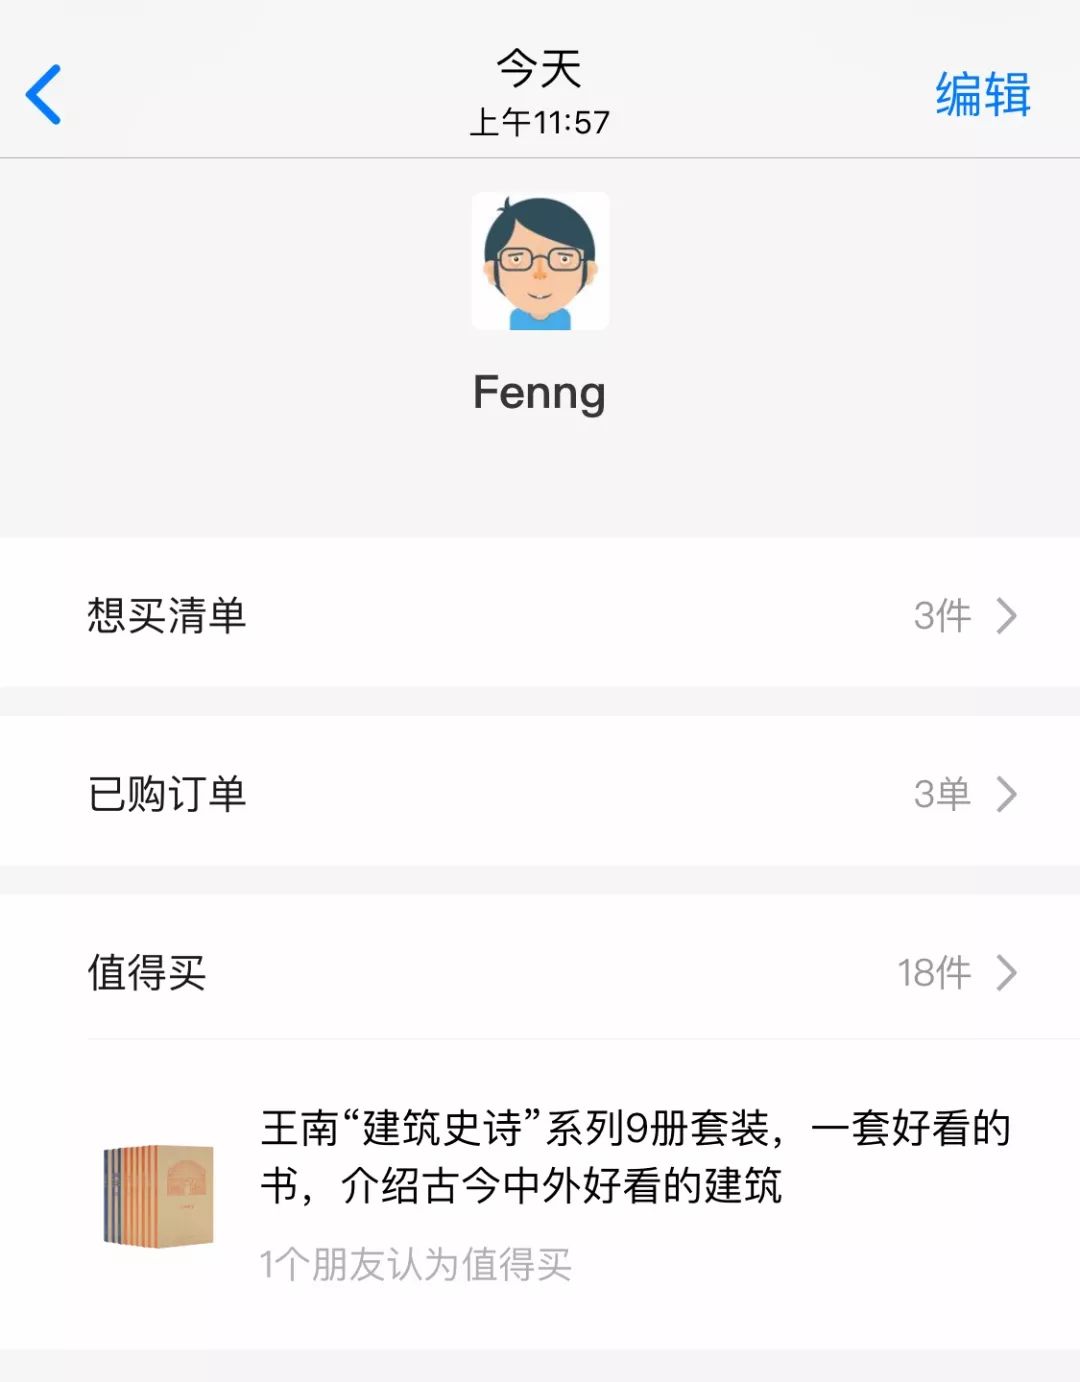 今天
上午11:57
编辑
Fenng
想买清单
3件
已购订单
3单
值得买
18件
王南“建筑史诗”系列9册套装，一套好看的
书，介绍古今中外好看的建筑
1个朋友认为值得买